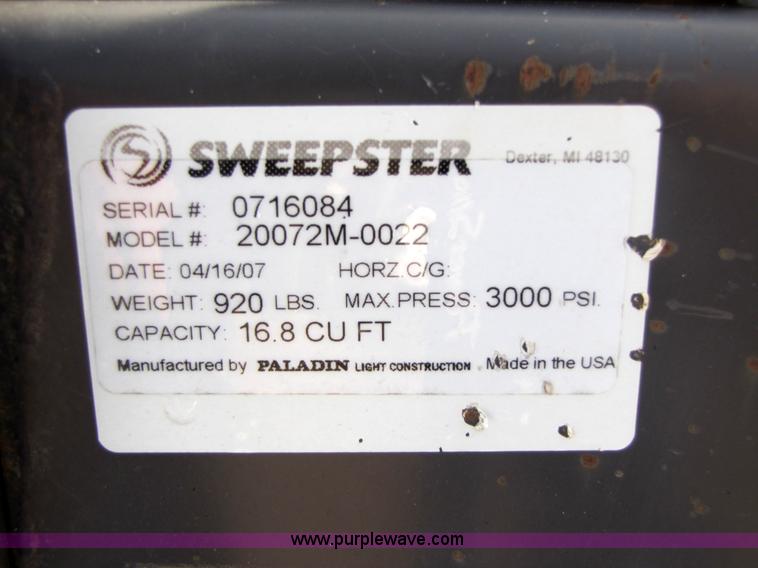 SWEEPSTER Dexter, MI 48130
SERIAL #: 0716084
MODEL #: 20072M-0022
DATE: 04/16/07 HORZ.C/G:
WEIGHT: 920 LBS. MAX.PRESS: 3000 PSI.
CAPACITY: 16.8 CU FT
Manufactured by PALADIN LIGHT CONSTRUCTION . Made in the USA
www.purplewave.com